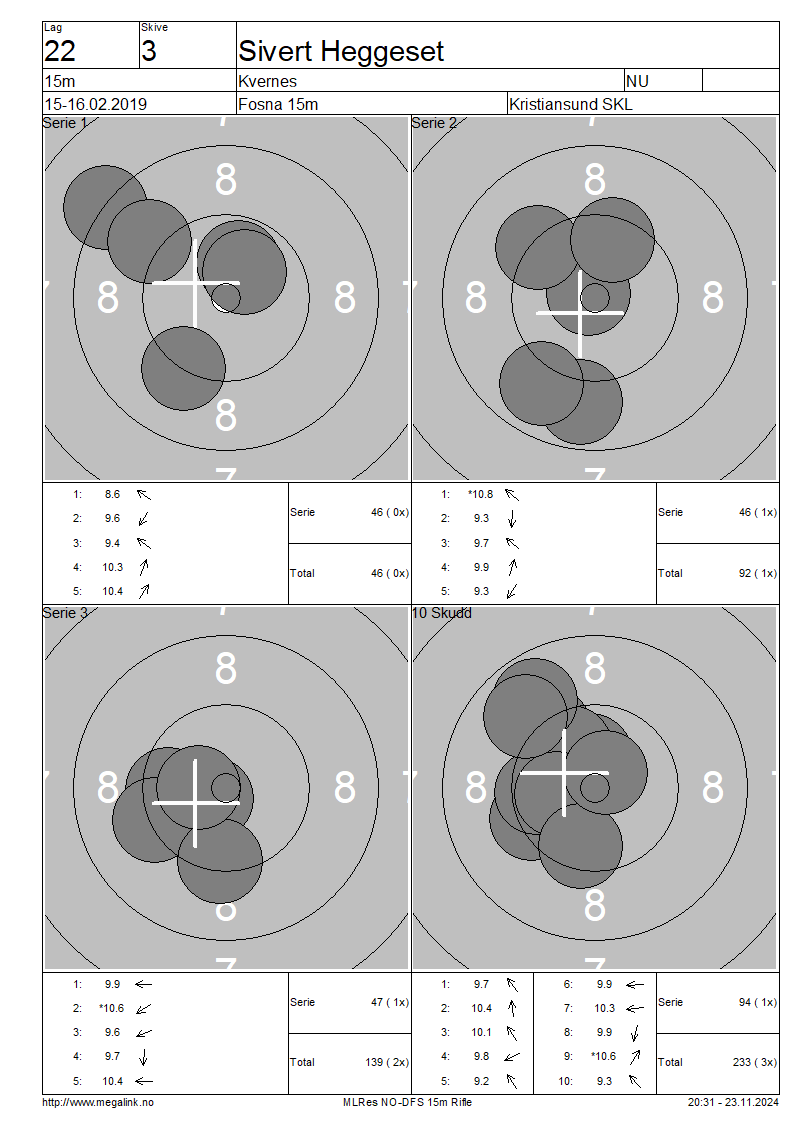 Lag Skive
22 3 Sivert Heggeset
15m Kvernes NU
15-16.02.2019 Fosna 15m Kristiansund SKL
Serie 1 7 Serie 2 7
8 8
7 8 8 7 8 8 7
8 8
7 7
1: 8.6 1: *10.8
2: 9.6 Serie 46 ( 0x) 2: 9.3 Serie 46 ( 1x)
3: 9.4 3: 9.7
4: 10.3 Total 46 ( 0x) 4: 9.9 Total 92 ( 1x)
5: 10.4 5: 9.3
Serie 3 7 10 Skudd 7
8 8
7 8 8 7 8 8 7
8 8
7 7
1: 9.9 1: 9.7 6: 9.9
2: *10.6 Serie 47 ( 1x) 2: 10.4 7: 10.3 Serie 94 ( 1x)
3: 9.6 3: 10.1 8: 9.9
4: 9.7 Total 139 ( 2x) 4: 9.8 9: *10.6 Total 233 ( 3x)
5: 10.4 5: 9.2 10: 9.3
http://www.megalink.no MLRes NO-DFS 15m Rifle 20:31 - 23.11.2024